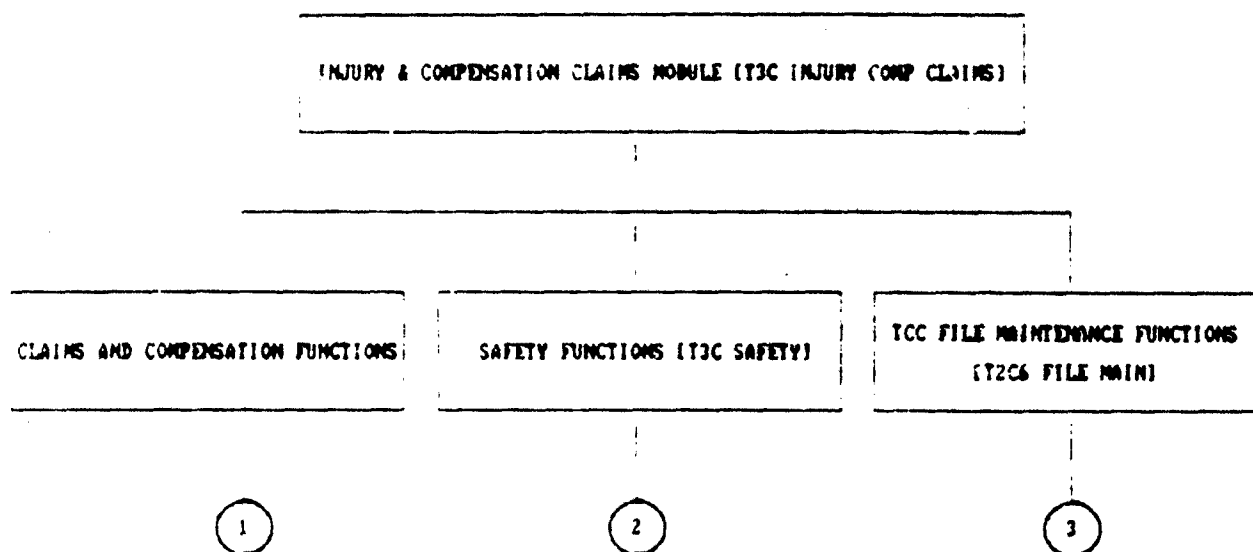 INJURY & COMPENSATION CLAIMS MODULE [T3C INJURY COMP CLAIMS]
CLAIMS AND COMPENSATION FUNCTIONS
SAFETY FUNCTIONS [T3C SAFETY]
TCC FILE MAINTENANCE FUNCTIONS
[T2C6 FILE MAIN]
1
2
3